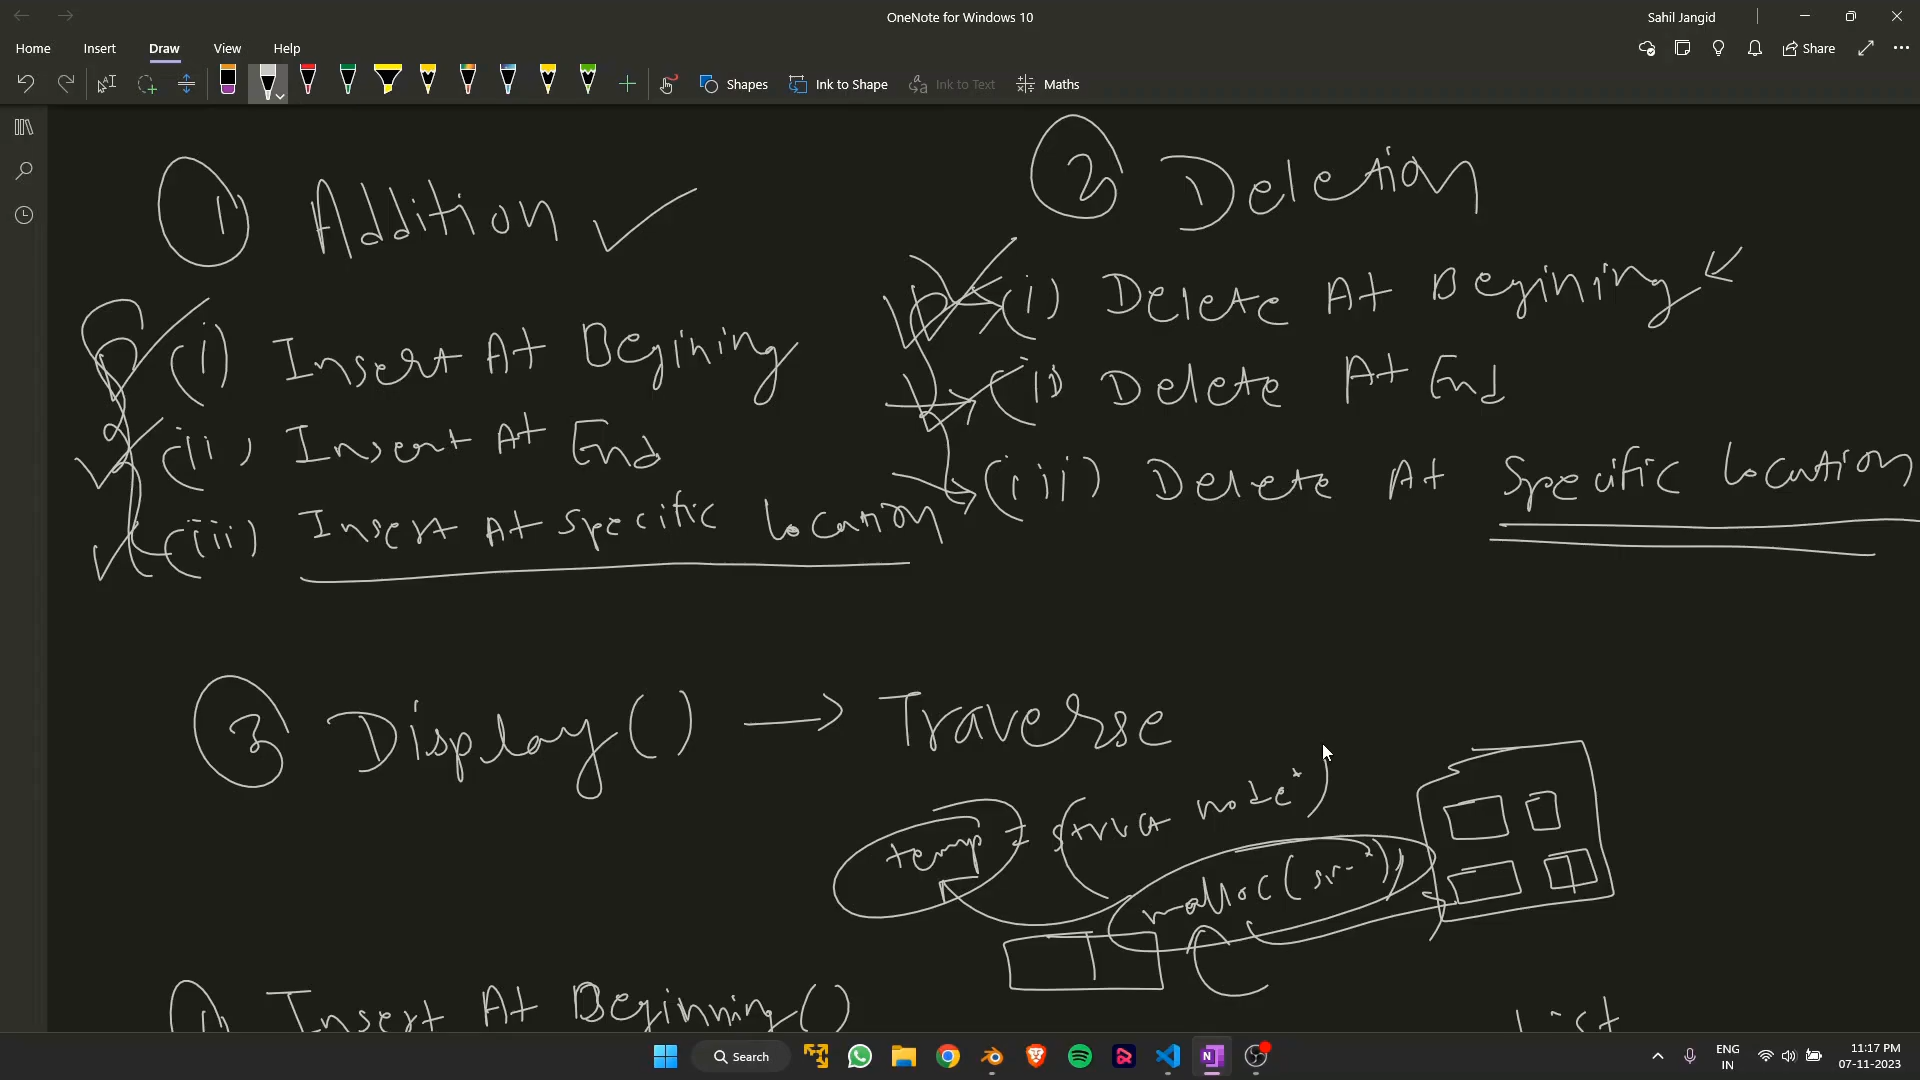 OneNote for Windows 10
Sahil Jangid
Home Insert Draw View Help
Share
Shapes Ink to Shape Ink to Text Maths
① Addition ✓
(i) Insert At Begining
(ii) Insert At End
(iii) Insert At Specific Location
② Deletion
(i) Delete At Begining
(ii) Delete At End
(iii) Delete At Specific Location
③ Display() → Traverse
temp = (struct node*)
malloc(
① Insert At Beginning()
List
Search
ENG
IN
11:17 PM
07-11-2023